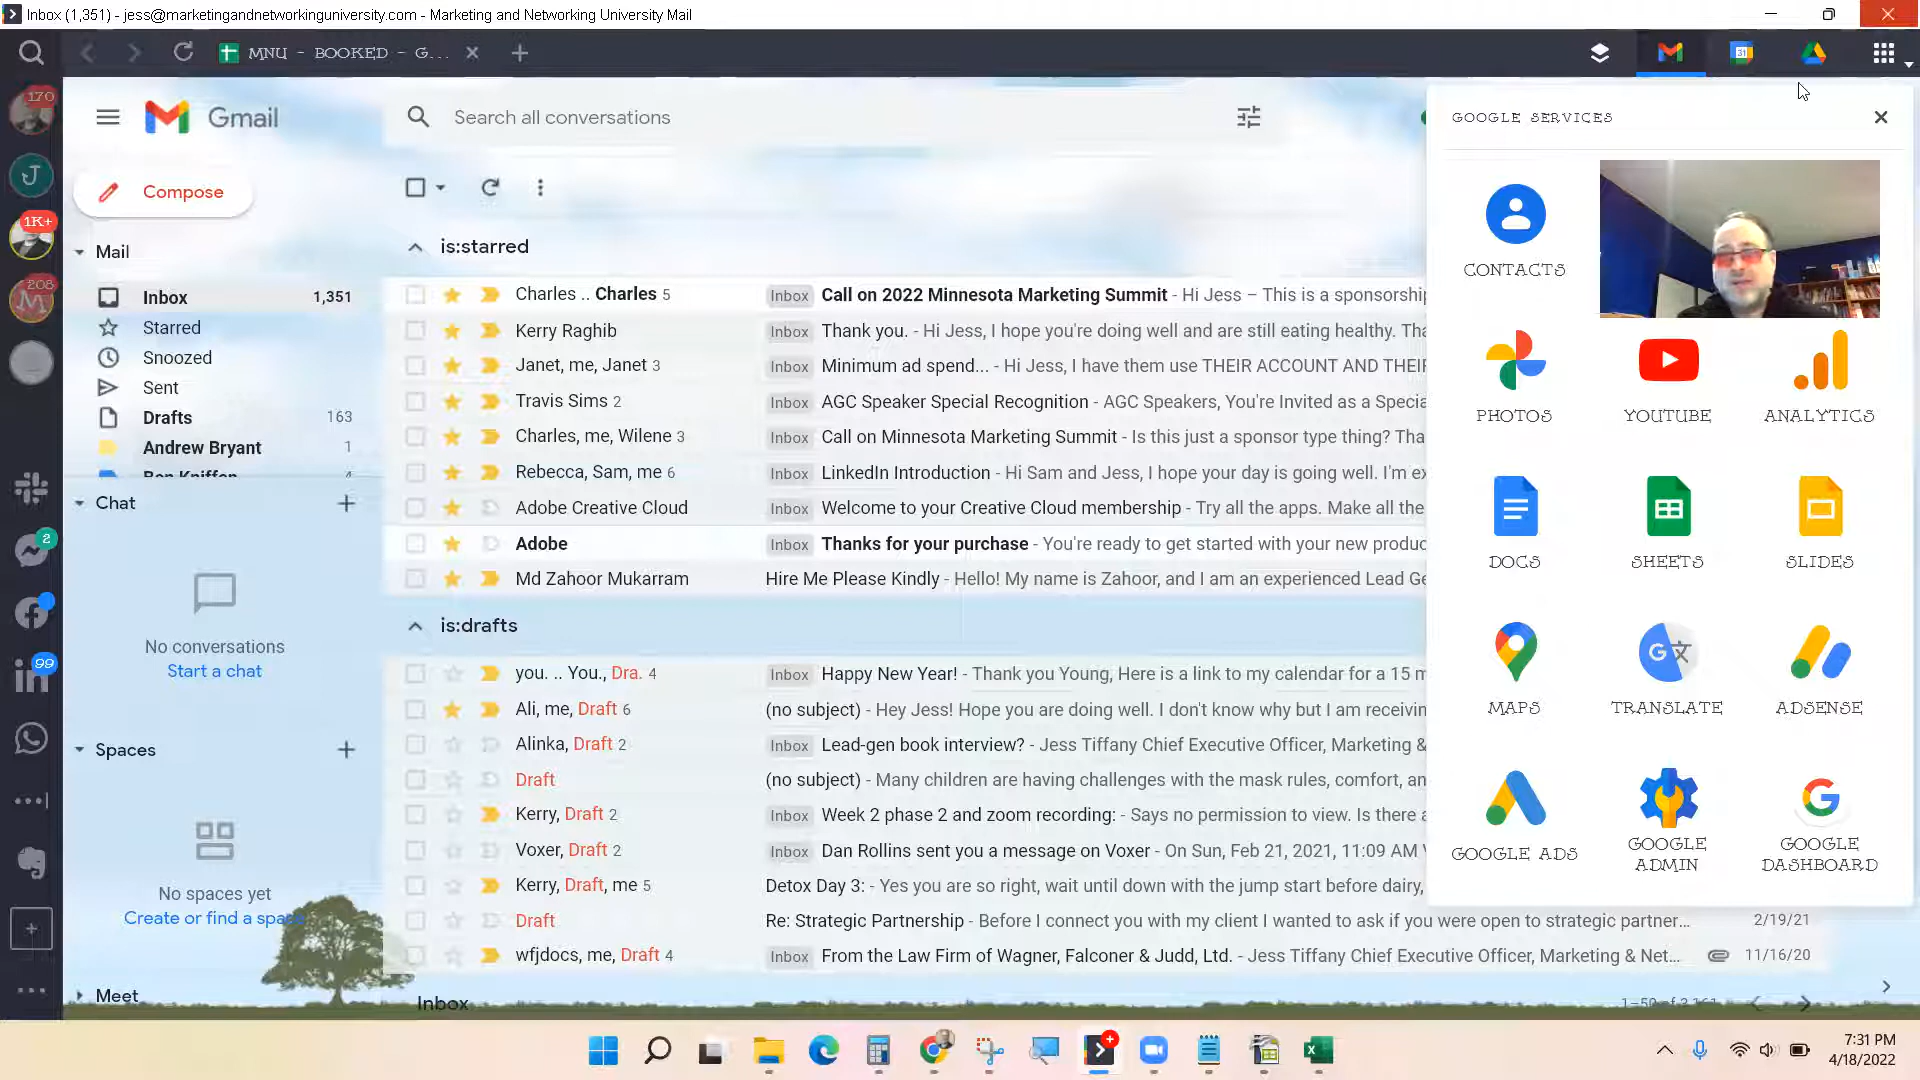 Inbox (1,351) - jess@marketingandnetworkinguniversity.com - Marketing and Networking University Mail
MNU - BOOKED - G...
31
170
J
1K+
208
M
2
99
Gmail
Search all conversations
Compose
Mail
Inbox 1,351
Starred
Snoozed
Sent
Drafts 163
Andrew Bryant 1
Chat
No conversations
Start a chat
Spaces
No spaces yet
Create or find a space
Meet
is:starred
Charles .. Charles 5 Inbox Call on 2022 Minnesota Marketing Summit - Hi Jess – This is a sponsorship
Kerry Raghib Inbox Thank you. - Hi Jess, I hope you're doing well and are still eating healthy. Tha
Janet, me, Janet 3 Inbox Minimum ad spend... - Hi Jess, I have them use THEIR ACCOUNT AND THEIR
Travis Sims 2 Inbox AGC Speaker Special Recognition - AGC Speakers, You're Invited as a Specia
Charles, me, Wilene 3 Inbox Call on Minnesota Marketing Summit - Is this just a sponsor type thing? Tha
Rebecca, Sam, me 6 Inbox LinkedIn Introduction - Hi Sam and Jess, I hope your day is going well. I'm ex
Adobe Creative Cloud Inbox Welcome to your Creative Cloud membership - Try all the apps. Make all the
Adobe Inbox Thanks for your purchase - You're ready to get started with your new produc
Md Zahoor Mukarram Hire Me Please Kindly - Hello! My name is Zahoor, and I am an experienced Lead Ge
is:drafts
you. .. You., Dra. 4 Inbox Happy New Year! - Thank you Young, Here is a link to my calendar for a 15 m
Ali, me, Draft 6 (no subject) - Hey Jess! Hope you are doing well. I don't know why but I am receivin
Alinka, Draft 2 Inbox Lead-gen book interview? - Jess Tiffany Chief Executive Officer, Marketing &
Draft (no subject) - Many children are having challenges with the mask rules, comfort, an
Kerry, Draft 2 Inbox Week 2 phase 2 and zoom recording: - Says no permission to view. Is there a
Voxer, Draft 2 Inbox Dan Rollins sent you a message on Voxer - On Sun, Feb 21, 2021, 11:09 AM
Kerry, Draft, me 5 Detox Day 3: - Yes you are so right, wait until down with the jump start before dairy,
Draft Re: Strategic Partnership - Before I connect you with my client I wanted to ask if you were open to strategic partner... 2/19/21
wfjdocs, me, Draft 4 Inbox From the Law Firm of Wagner, Falconer & Judd, Ltd. - Jess Tiffany Chief Executive Officer, Marketing & Net... 11/16/20
Inbox 1–50 of 3,161
GOOGLE SERVICES
CONTACTS
PHOTOS YOUTUBE ANALYTICS
DOCS SHEETS SLIDES
MAPS TRANSLATE ADSENSE
GOOGLE ADS GOOGLE ADMIN GOOGLE DASHBOARD
7:31 PM
4/18/2022